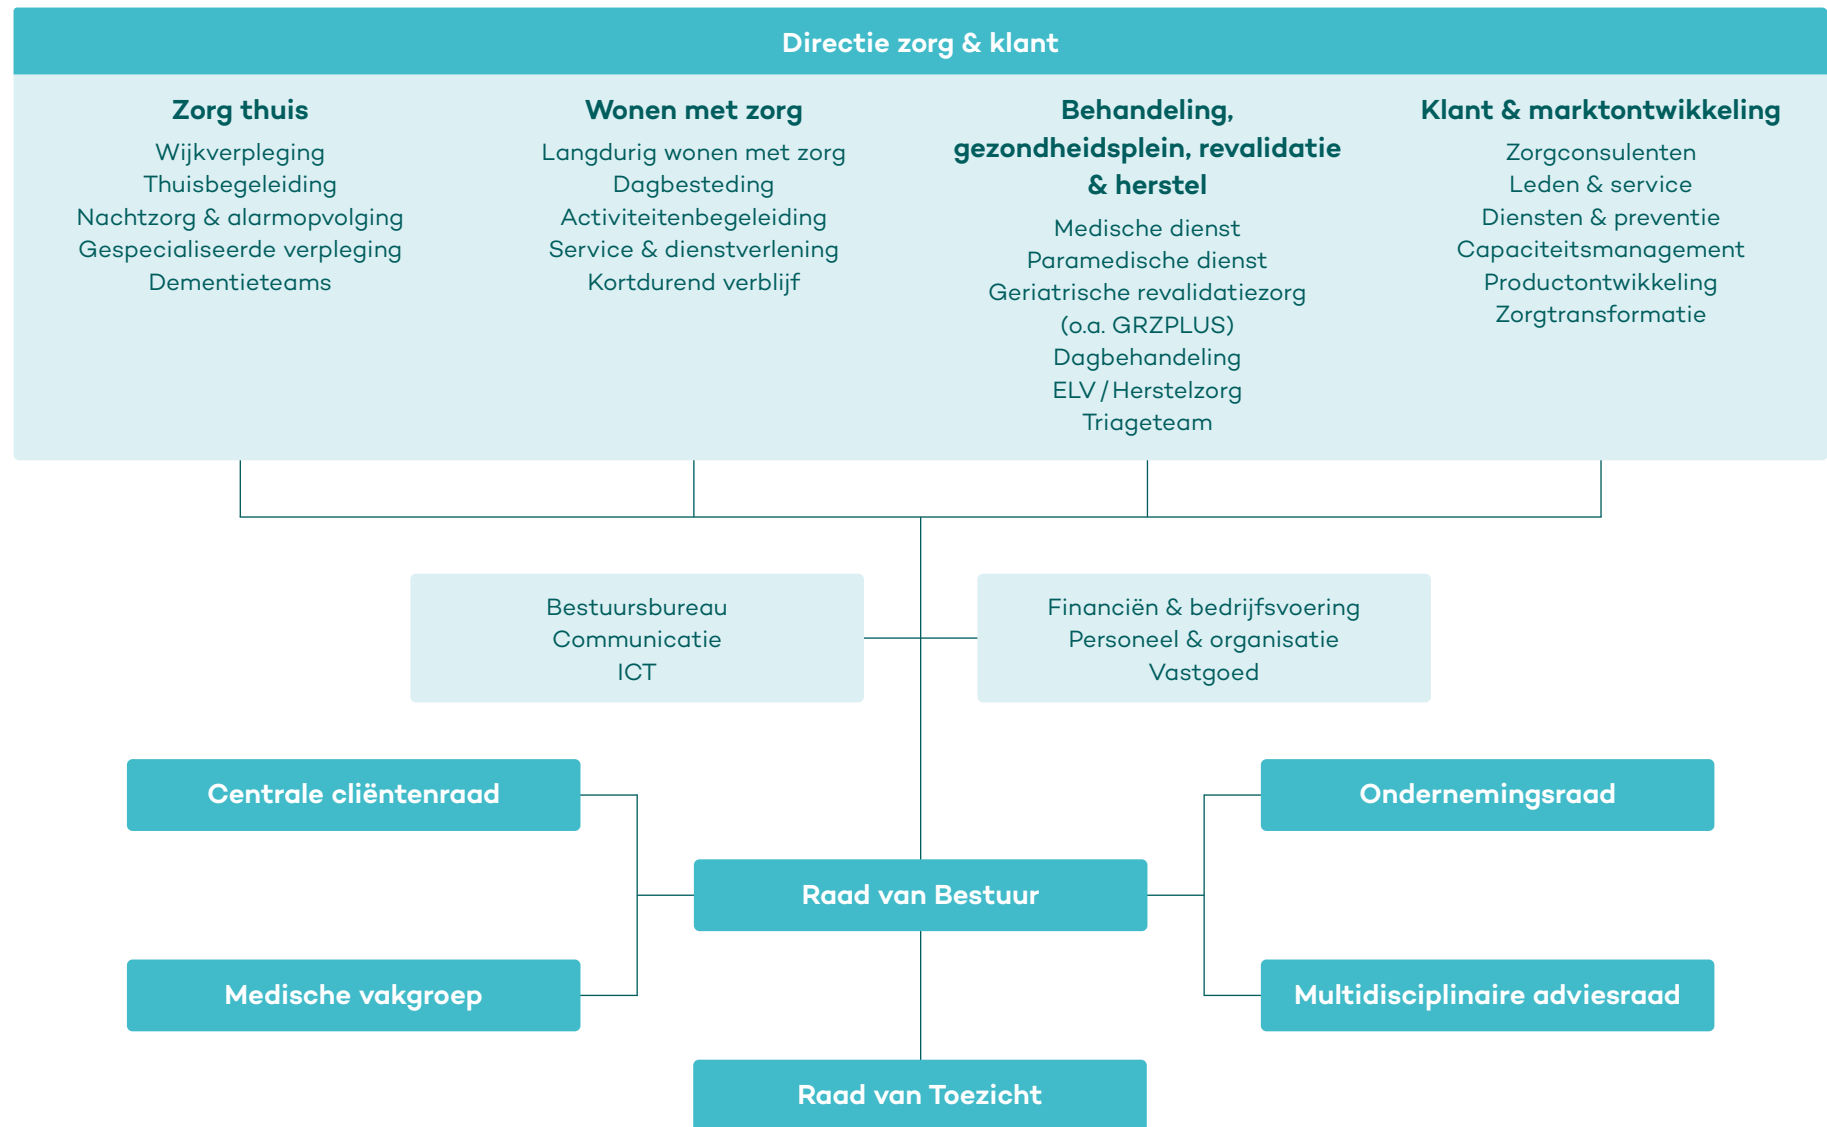 Directie zorg & klant
Zorg thuis
Wijkverpleging
Thuisbegeleiding
Nachtzorg & alarmopvolging
Gespecialiseerde verpleging
Dementieteams
Wonen met zorg
Langdurig wonen met zorg
Dagbesteding
Activiteitenbegeleiding
Service & dienstverlening
Kortdurend verblijf
Behandeling,
gezondheidsplein, revalidatie
& herstel
Medische dienst
Paramedische dienst
Geriatrische revalidatiezorg
(o.a. GRZPLUS)
Dagbehandeling
ELV / Herstelzorg
Triageteam
Klant & marktontwikkeling
Zorgconsulenten
Leden & service
Diensten & preventie
Capaciteitsmanagement
Productontwikkeling
Zorgtransformatie
Bestuursbureau
Communicatie
ICT
Financiën & bedrijfsvoering
Personeel & organisatie
Vastgoed
Centrale cliëntenraad
Ondernemingsraad
Raad van Bestuur
Medische vakgroep
Multidisciplinaire adviesraad
Raad van Toezicht